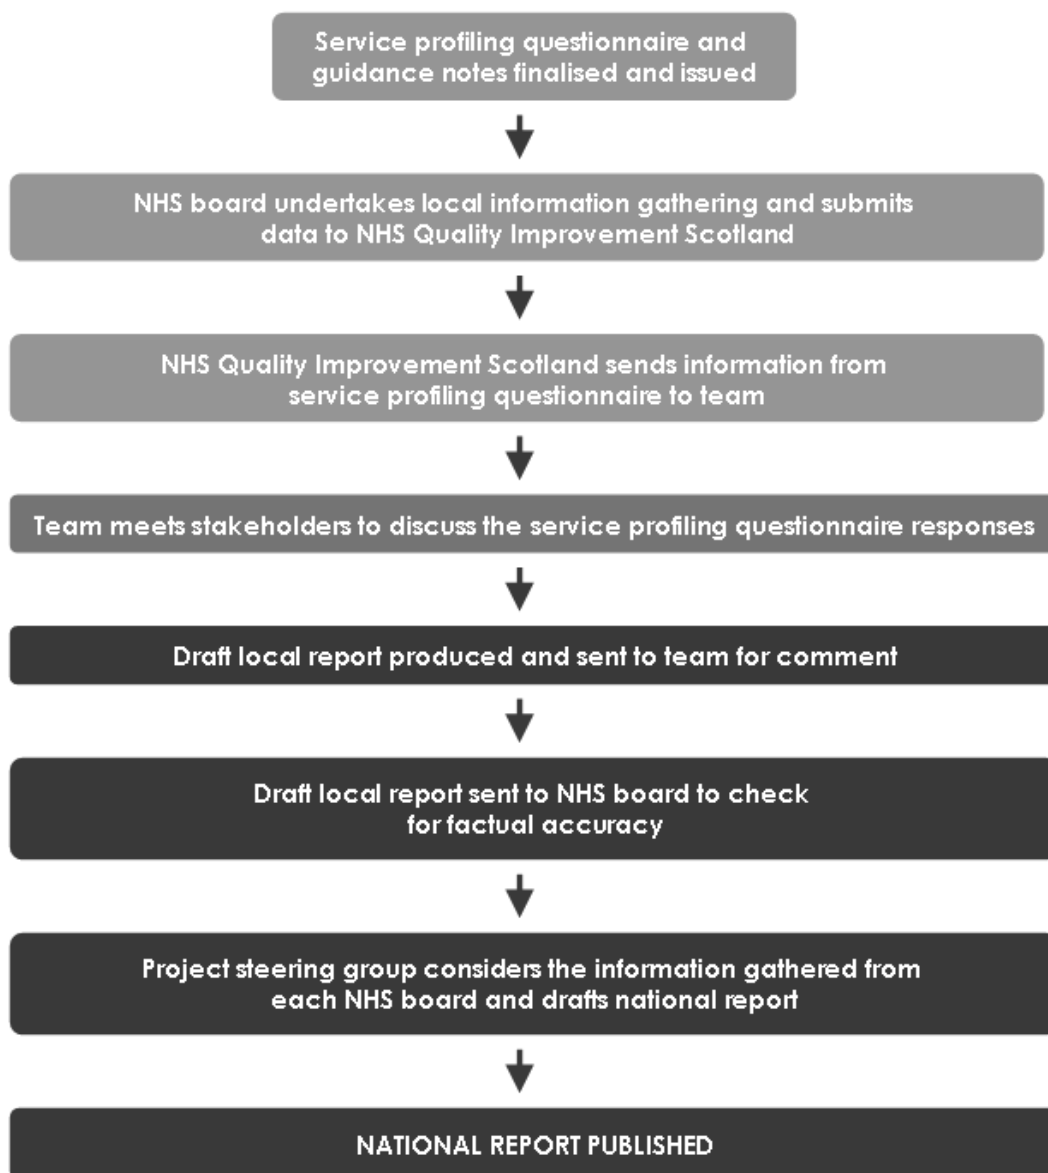 Service profiling questionnaire and
guidance notes finalised and issued
NHS board undertakes local information gathering and submits
data to NHS Quality Improvement Scotland
NHS Quality Improvement Scotland sends information from
service profiling questionnaire to team
Team meets stakeholders to discuss the service profiling questionnaire responses
Draft local report produced and sent to team for comment
Draft local report sent to NHS board to check
for factual accuracy
Project steering group considers the information gathered from
each NHS board and drafts national report
NATIONAL REPORT PUBLISHED